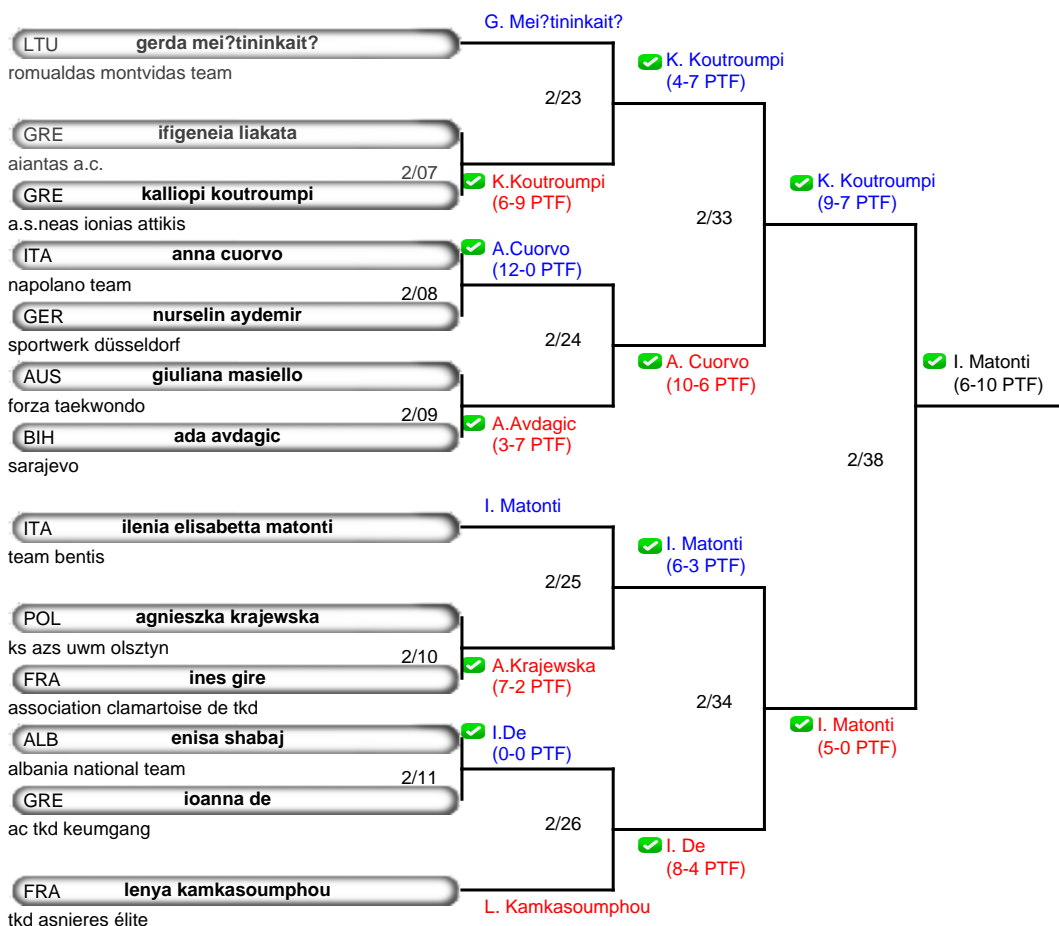 G. Mei?tininkait?
LTU gerda mei?tininkait?
romualdas montvidas team
K. Koutroumpi
(4-7 PTF)
2/23
GRE ifigeneia liakata
aiantas a.c.
2/07
GRE kalliopi koutroumpi
a.s.neas ionias attikis
K.Koutroumpi
(6-9 PTF)
K. Koutroumpi
(9-7 PTF)
2/33
ITA anna cuorvo
napolano team
A.Cuorvo
(12-0 PTF)
2/08
GER nurselin aydemir
sportwerk düsseldorf
2/24
A. Cuorvo
(10-6 PTF)
I. Matonti
(6-10 PTF)
AUS giuliana masiello
forza taekwondo
2/09
BIH ada avdagic
sarajevo
A.Avdagic
(3-7 PTF)
2/38
I. Matonti
ITA ilenia elisabetta matonti
team bentis
I. Matonti
(6-3 PTF)
2/25
POL agnieszka krajewska
ks azs uwm olsztyn
2/10
FRA ines gire
association clamartoise de tkd
A.Krajewska
(7-2 PTF)
2/34
I. Matonti
(5-0 PTF)
ALB enisa shabaj
albania national team
I.De
(0-0 PTF)
2/11
GRE ioanna de
ac tkd keumgang
2/26
I. De
(8-4 PTF)
FRA lenya kamkasoumphou
tkd asnieres élite
L. Kamkasoumphou